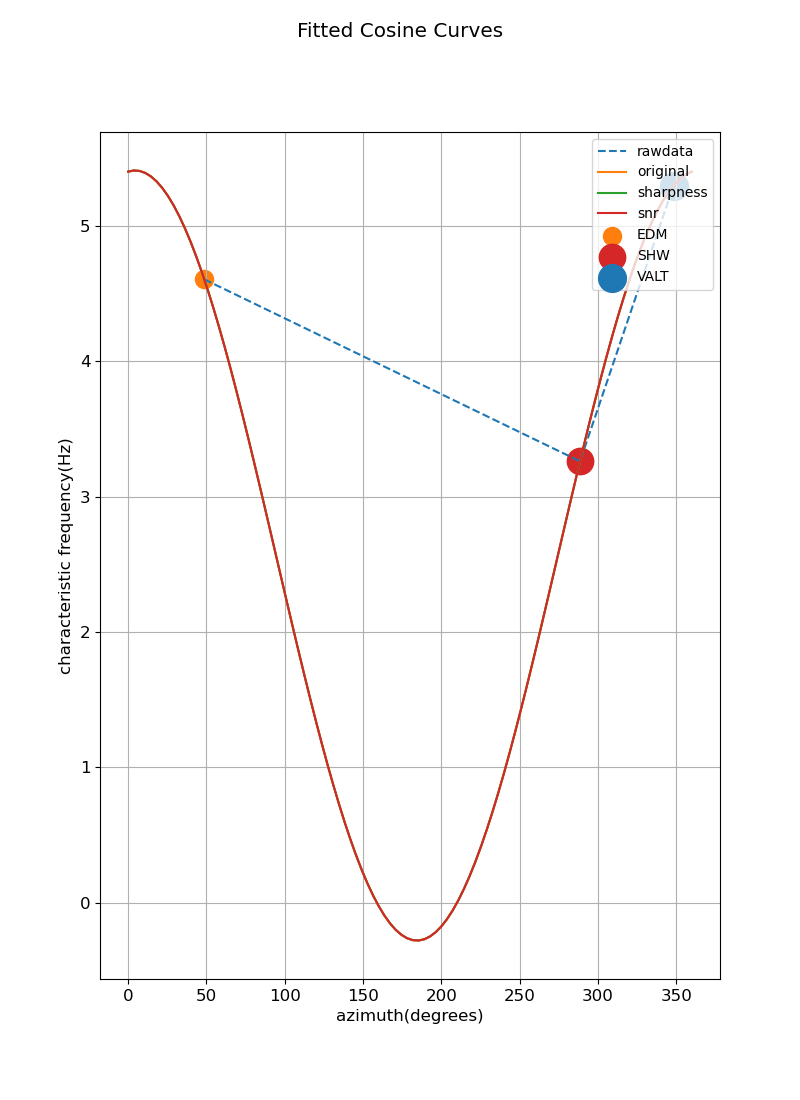 Fitted Cosine Curves
rawdata
original
sharpness
snr
EDM
SHW
VALT
5
4
3
2
1
0
characteristic frequency(Hz)
0 50 100 150 200 250 300 350
azimuth(degrees)